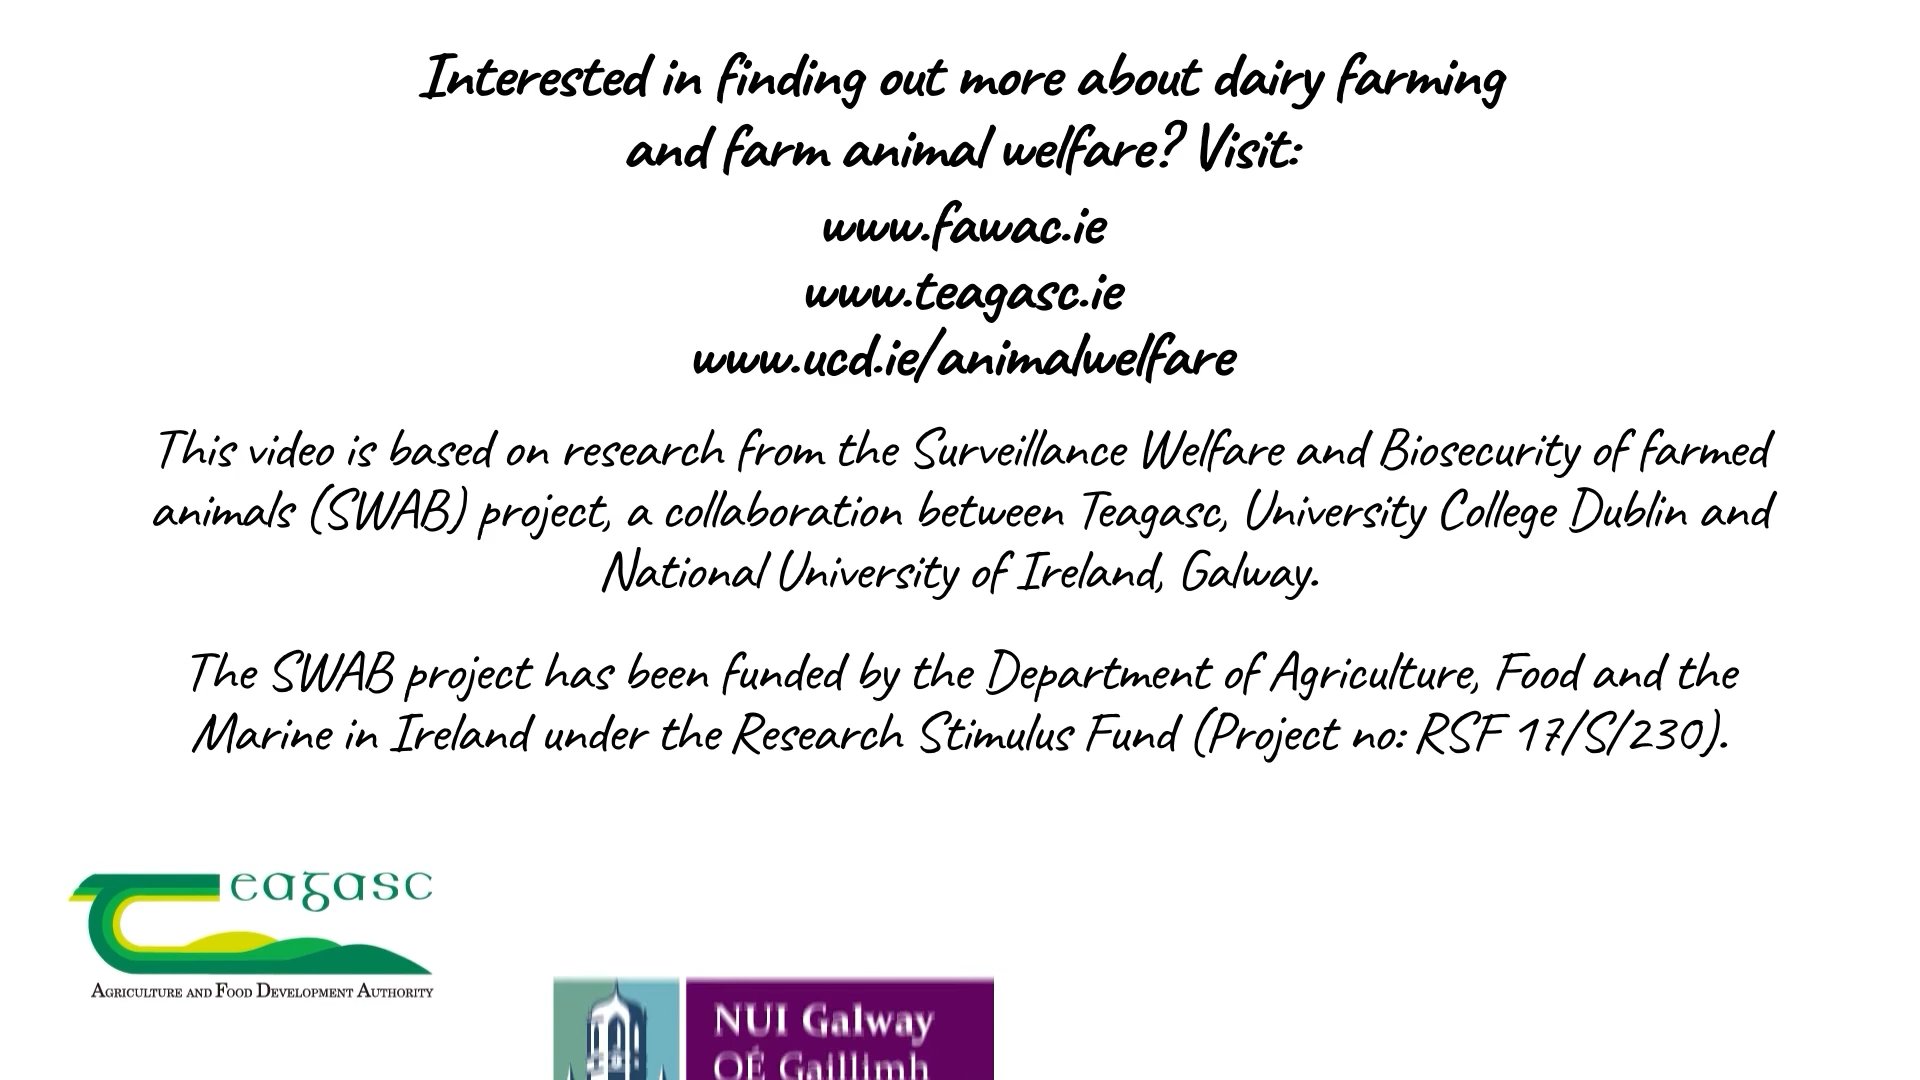 Interested in finding out more about dairy farming
and farm animal welfare? Visit:
www.fawac.ie
www.teagasc.ie
www.ucd.ie/animalwelfare
This video is based on research from the Surveillance Welfare and Biosecurity of farmed
animals (SWAB) project, a collaboration between Teagasc, University College Dublin and
National University of Ireland, Galway.
The SWAB project has been funded by the Department of Agriculture, Food and the
Marine in Ireland under the Research Stimulus Fund (Project no: RSF 17/S/230).
Teagasc
AGRICULTURE AND FOOD DEVELOPMENT AUTHORITY
NUI Galway
OÉ Gaillimh